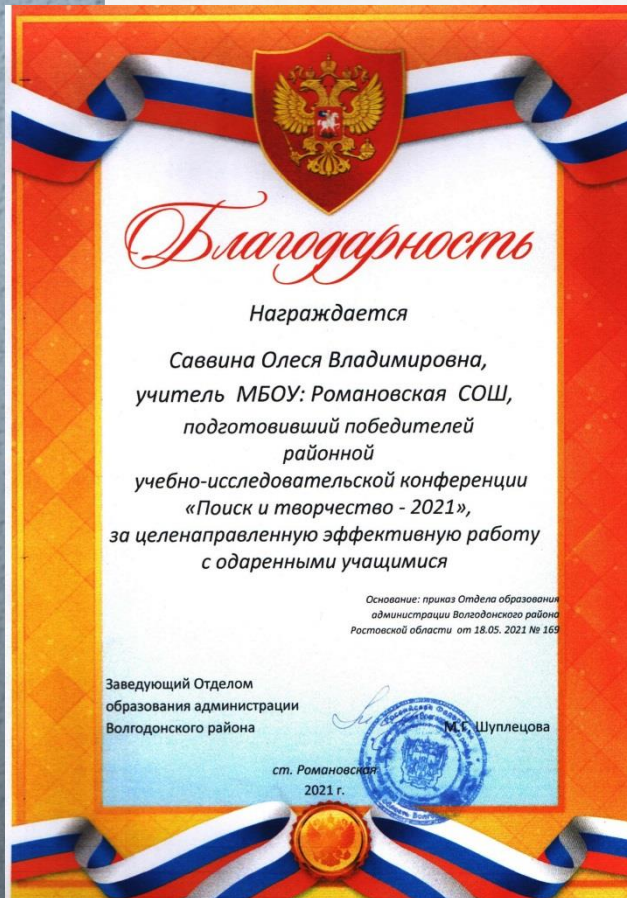 Благодарность
Награждается
Саввина Олеся Владимировна,
учитель МБОУ: Романовская СОШ,
подготовивший победителей
районной
учебно-исследовательской конференции
«Поиск и творчество - 2021»,
за целенаправленную эффективную работу
с одаренными учащимися
Основание: приказ Отдела образования
администрации Волгодонского района
Ростовской области от 18.05. 2021 № 169
Заведующий Отделом
образования администрации
Волгодонского района
М.Г. Шуплецова
ст. Романовская
2021 г.